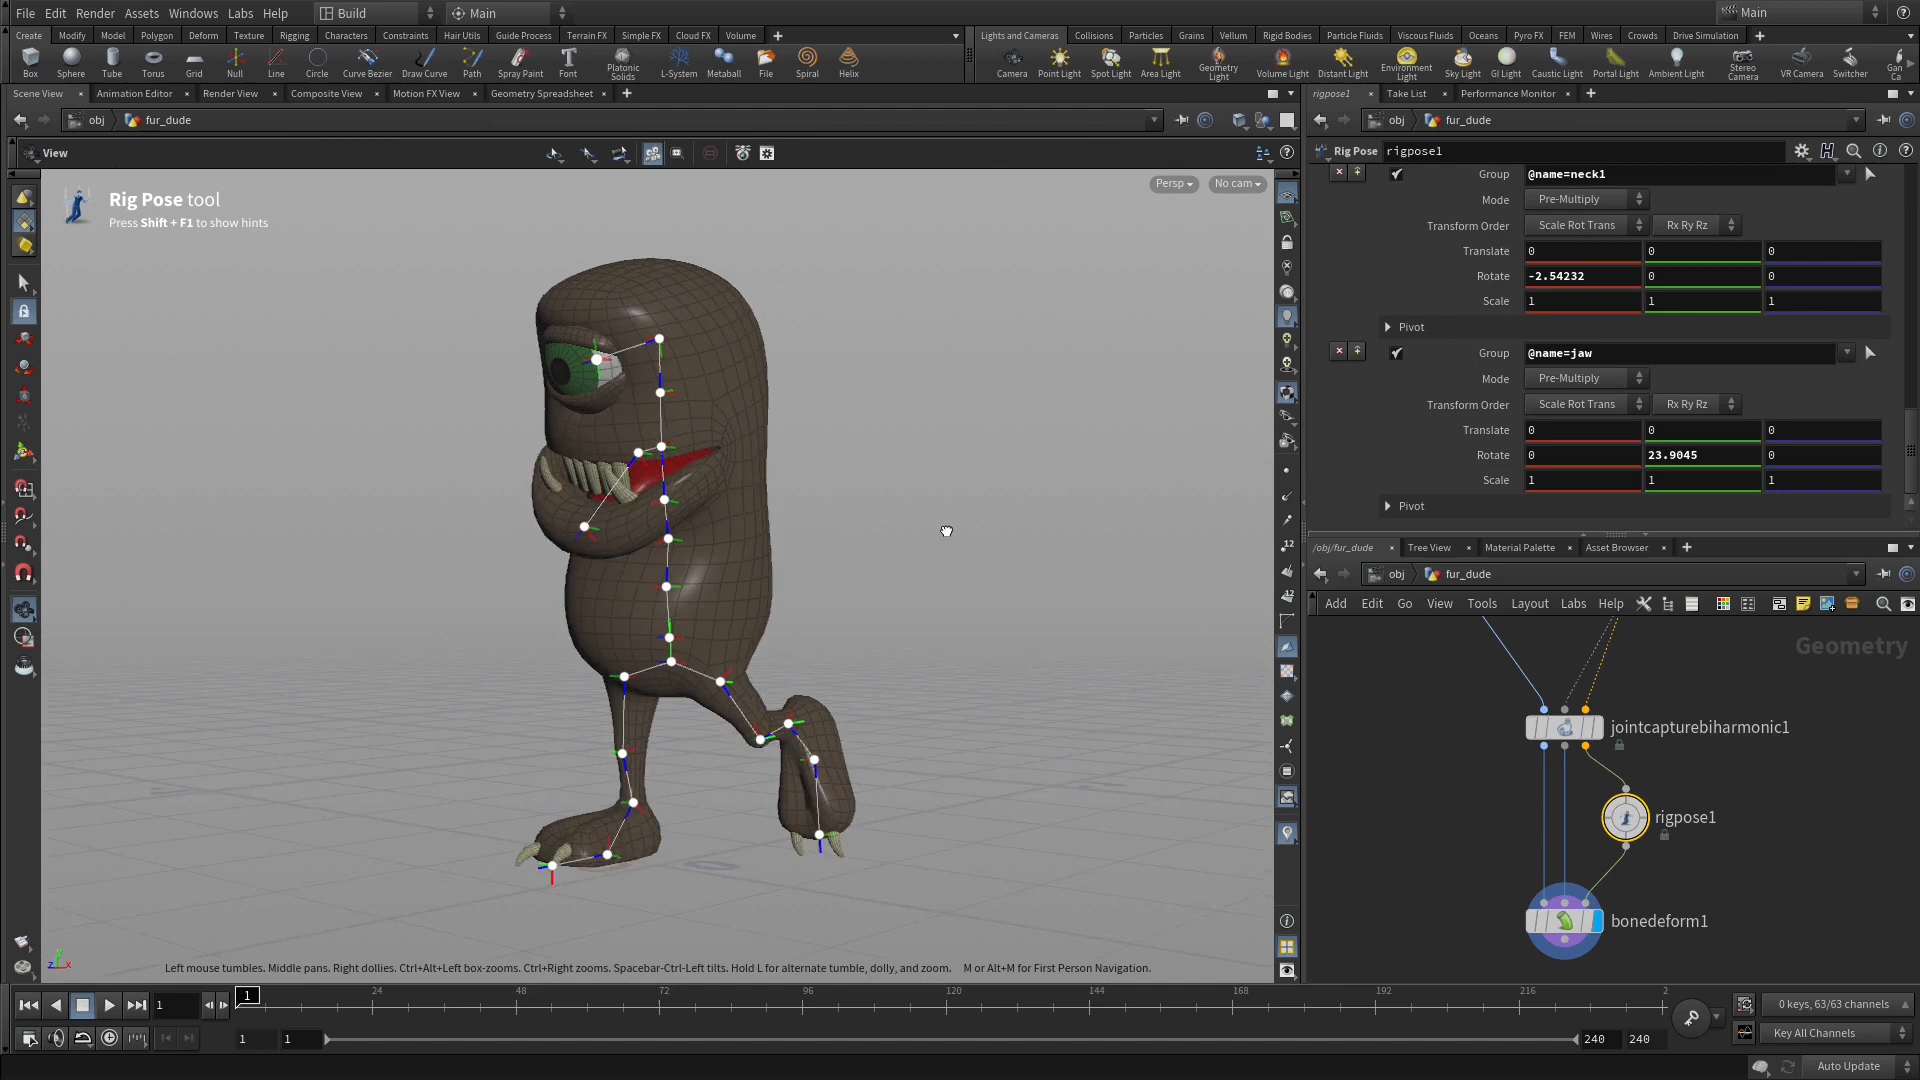 File Edit Render Assets Windows Labs Help Build Main Main
Create Modify Model Polygon Deform Texture Rigging Characters Constraints Hair Utils Guide Process Terrain FX Simple FX Cloud FX Volume
Lights and Cameras Collisions Particles Grains Vellum Rigid Bodies Particle Fluids Viscous Fluids Oceans Pyro FX FEM Wires Crowds Drive Simulation
Box Sphere Tube Torus Grid Null Line Circle Curve Bezier Draw Curve Path Spray Paint Font Platonic Solids L-System Metaball File Spiral Helix
Camera Point Light Spot Light Area Light Geometry Light Volume Light Distant Light Environment Light Sky Light GI Light Caustic Light Portal Light Ambient Light Stereo Camera VR Camera Switcher Gan Ca
Scene View Animation Editor Render View Composite View Motion FX View Geometry Spreadsheet
rigpose1 Take List Performance Monitor
obj fur_dude
obj fur_dude
View
Rig Pose rigpose1
Rig Pose tool
Press Shift + F1 to show hints
Persp No cam
Group @name=neck1
Mode Pre-Multiply
Transform Order Scale Rot Trans Rx Ry Rz
Translate 0 0 0
Rotate -2.54232 0 0
Scale 1 1 1
Pivot
Group @name=jaw
Mode Pre-Multiply
Transform Order Scale Rot Trans Rx Ry Rz
Translate 0 0 0
Rotate 0 23.9045 0
Scale 1 1 1
Pivot
/obj/fur_dude Tree View Material Palette Asset Browser
obj fur_dude
Add Edit Go View Tools Layout Labs Help
Geometry
jointcapturebiharmonic1
rigpose1
bonedeform1
12
12
Left mouse tumbles. Middle pans. Right dollies. Ctrl+Alt+Left box-zooms. Ctrl+Right zooms. Spacebar-Ctrl-Left tilts. Hold L for alternate tumble, dolly, and zoom. M or Alt+M for First Person Navigation.
z y x
1 1 24 48 72 96 120 144 168 192 216 2
0 keys, 63/63 channels
1 1 240 240
Key All Channels
Auto Update